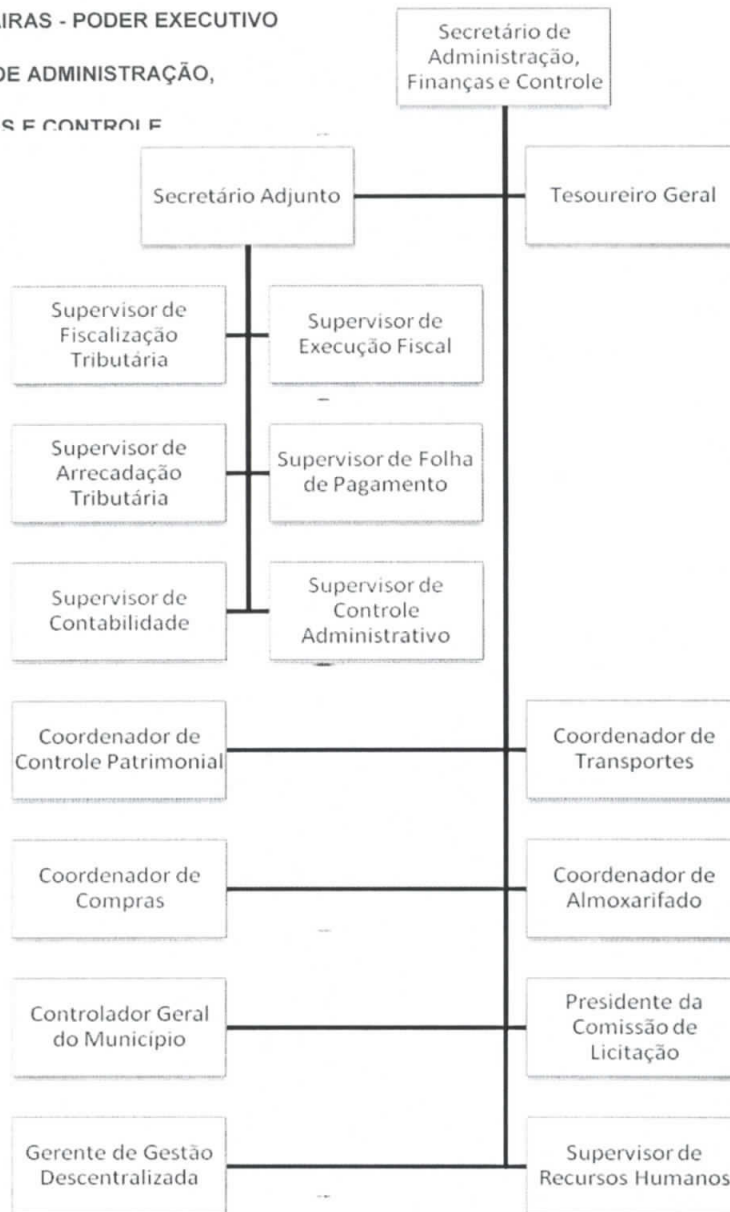 AIRAS - PODER EXECUTIVO
DE ADMINISTRAÇÃO,
S E CONTROLE
Secretário de
Administração,
Finanças e Controle
Secretário Adjunto
Tesoureiro Geral
Supervisor de
Fiscalização
Tributária
Supervisor de
Execução Fiscal
Supervisor de
Arrecadação
Tributária
Supervisor de Folha
de Pagamento
Supervisor de
Contabilidade
Supervisor de
Controle
Administrativo
Coordenador de
Controle Patrimonial
Coordenador de
Transportes
Coordenador de
Compras
Coordenador de
Almoxarifado
Controlador Geral
do Município
Presidente da
Comissão de
Licitação
Gerente de Gestão
Descentralizada
Supervisor de
Recursos Humanos